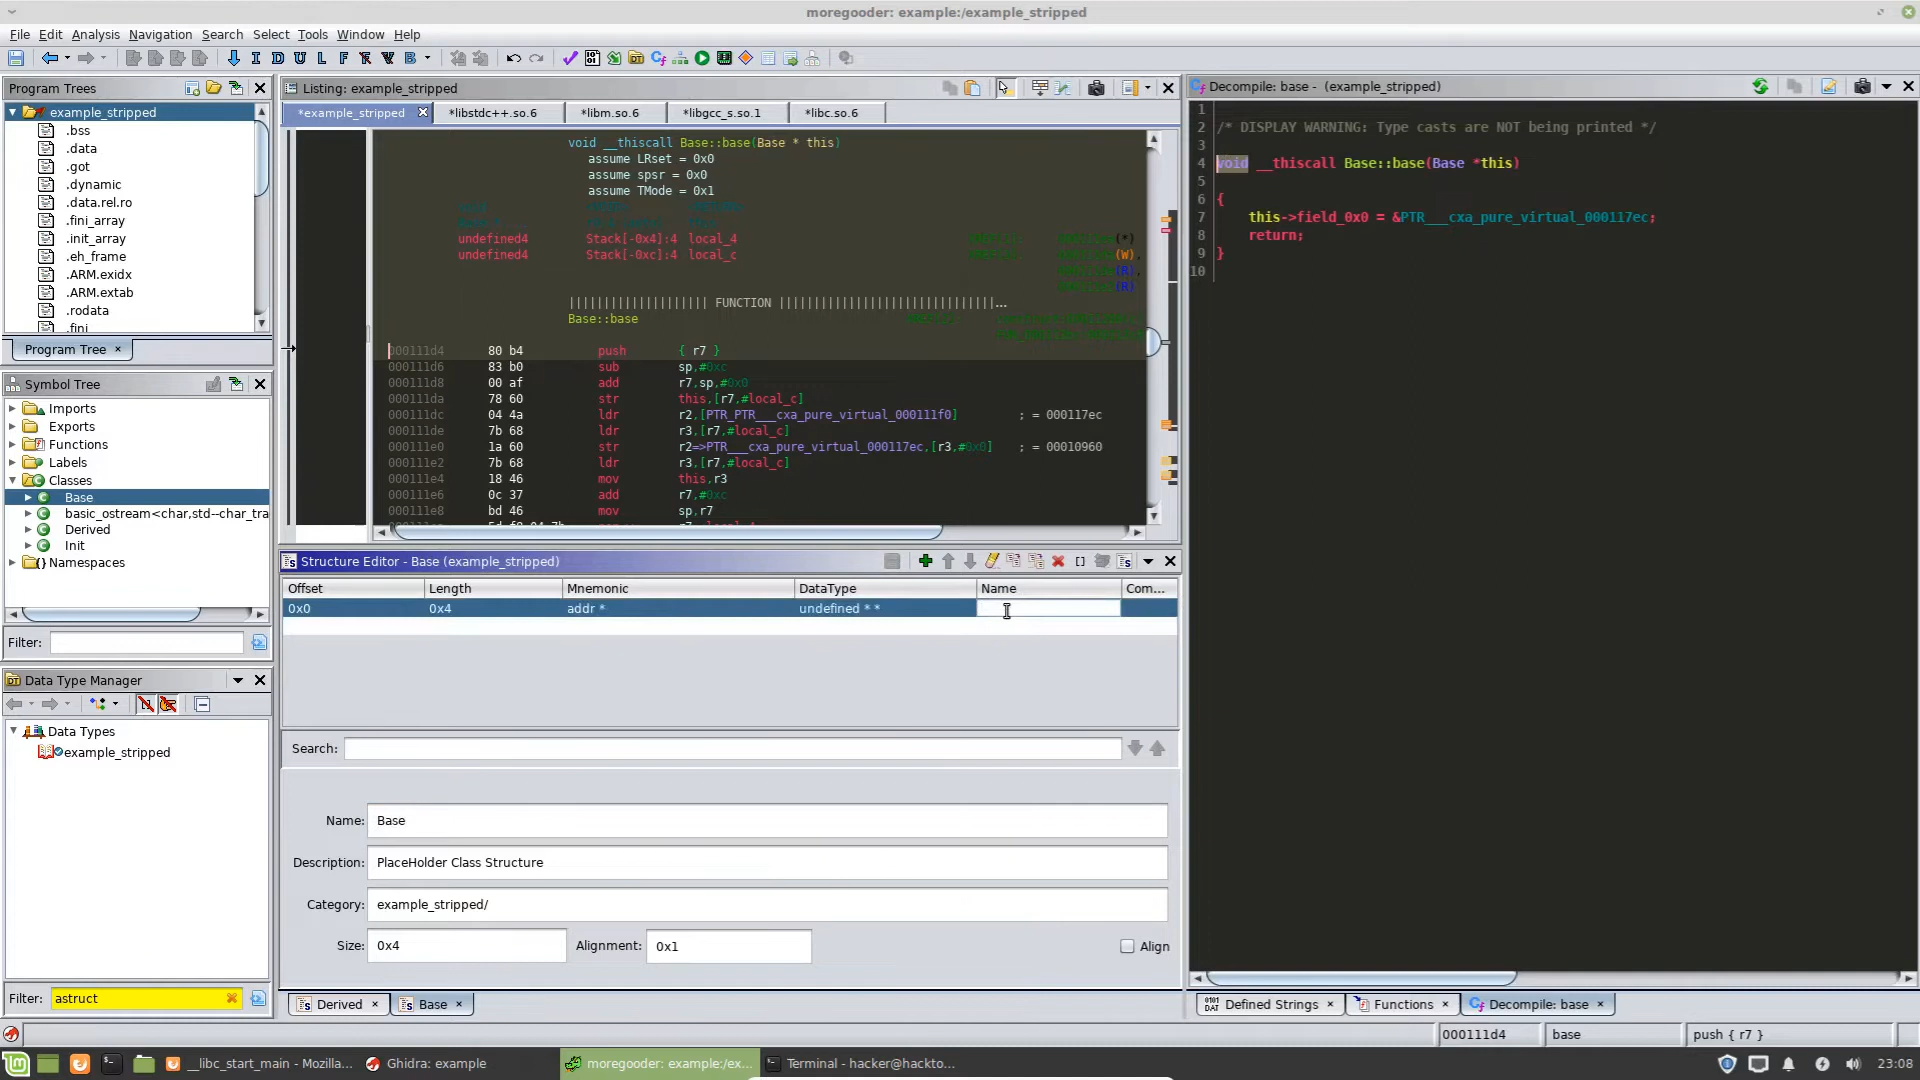 moregooder: example:/example_stripped
File Edit Analysis Navigation Search Select Tools Window Help
I D U L F B
Program Trees
example_stripped
.bss
.data
.got
.dynamic
.data.rel.ro
.fini_array
.init_array
.eh_frame
.ARM.exidx
.ARM.extab
.rodata
.fini
Program Tree ×
Symbol Tree
Imports
Exports
Functions
Labels
Classes
Base
basic_ostream<char,std--char_tra
Derived
Init
Namespaces
Filter:
Data Type Manager
Data Types
example_stripped
Filter: astruct
Listing: example_stripped
*example_stripped *libstdc++.so.6 *libm.so.6 *libgcc_s.so.1 *libc.so.6
void __thiscall Base::base(Base * this)
assume LRset = 0x0
assume spsr = 0x0
assume TMode = 0x1
undefined4 Stack[-0x4]:4 local_4 (*)
undefined4 Stack[-0xc]:4 local_c (W),
(R),
(R)
|||||||||||||||||||| FUNCTION |||||||||||||||||||||||||||||||...
Base::base
000111d4 80 b4 push { r7 }
000111d6 83 b0 sub sp,#0xc
000111d8 00 af add r7,sp,#0x0
000111da 78 60 str this,[r7,#local_c]
000111dc 04 4a ldr r2,[PTR_PTR___cxa_pure_virtual_000111f0] ; = 000117ec
000111de 7b 68 ldr r3,[r7,#local_c]
000111e0 1a 60 str r2=>PTR___cxa_pure_virtual_000117ec,[r3,#0x0] ; = 00010960
000111e2 7b 68 ldr r3,[r7,#local_c]
000111e4 18 46 mov this,r3
000111e6 0c 37 add r7,#0xc
000111e8 bd 46 mov sp,r7
Structure Editor - Base (example_stripped)
Offset Length Mnemonic DataType Name Com...
0x0 0x4 addr * undefined * *
Search:
Name: Base
Description: PlaceHolder Class Structure
Category: example_stripped/
Size: 0x4 Alignment: 0x1 Align
Derived × Base ×
Decompile: base - (example_stripped)
1
2 /* DISPLAY WARNING: Type casts are NOT being printed */
3
4 void __thiscall Base::base(Base *this)
5
6 {
7 this->field_0x0 = &PTR___cxa_pure_virtual_000117ec;
8 return;
9 }
10
Defined Strings × Functions × Decompile: base ×
000111d4 base push { r7 }
__libc_start_main - Mozilla... Ghidra: example moregooder: example:/ex... Terminal - hacker@hackto... 23:08